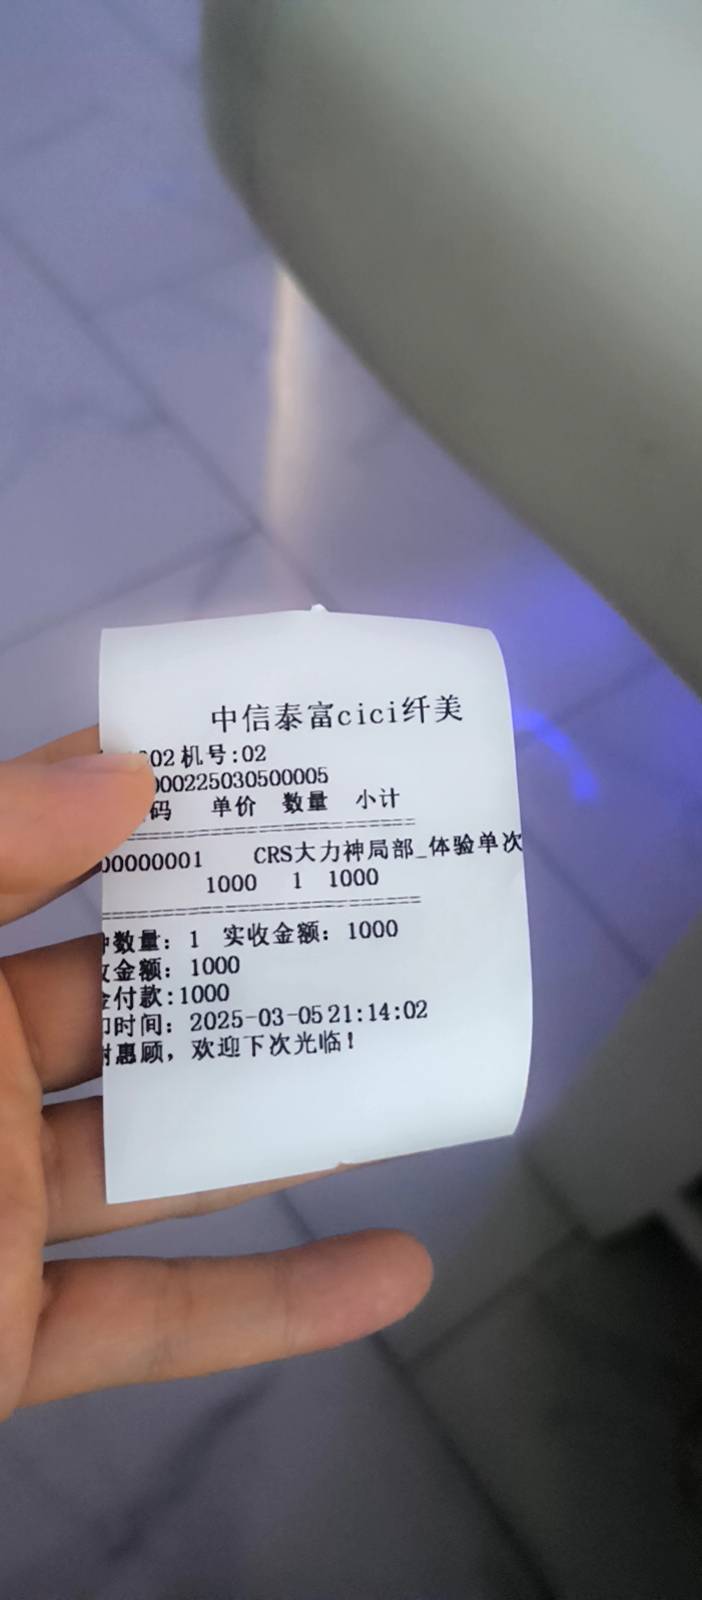 中信泰富cici纤美
02机号:02
000225030500005
码 单价 数量 小计
00000001 CRS大力神局部_体验单次
1000 1 1000
数量: 1 实收金额: 1000
金额: 1000
付款:1000
时间: 2025-03-05 21:14:02
惠顾, 欢迎下次光临!